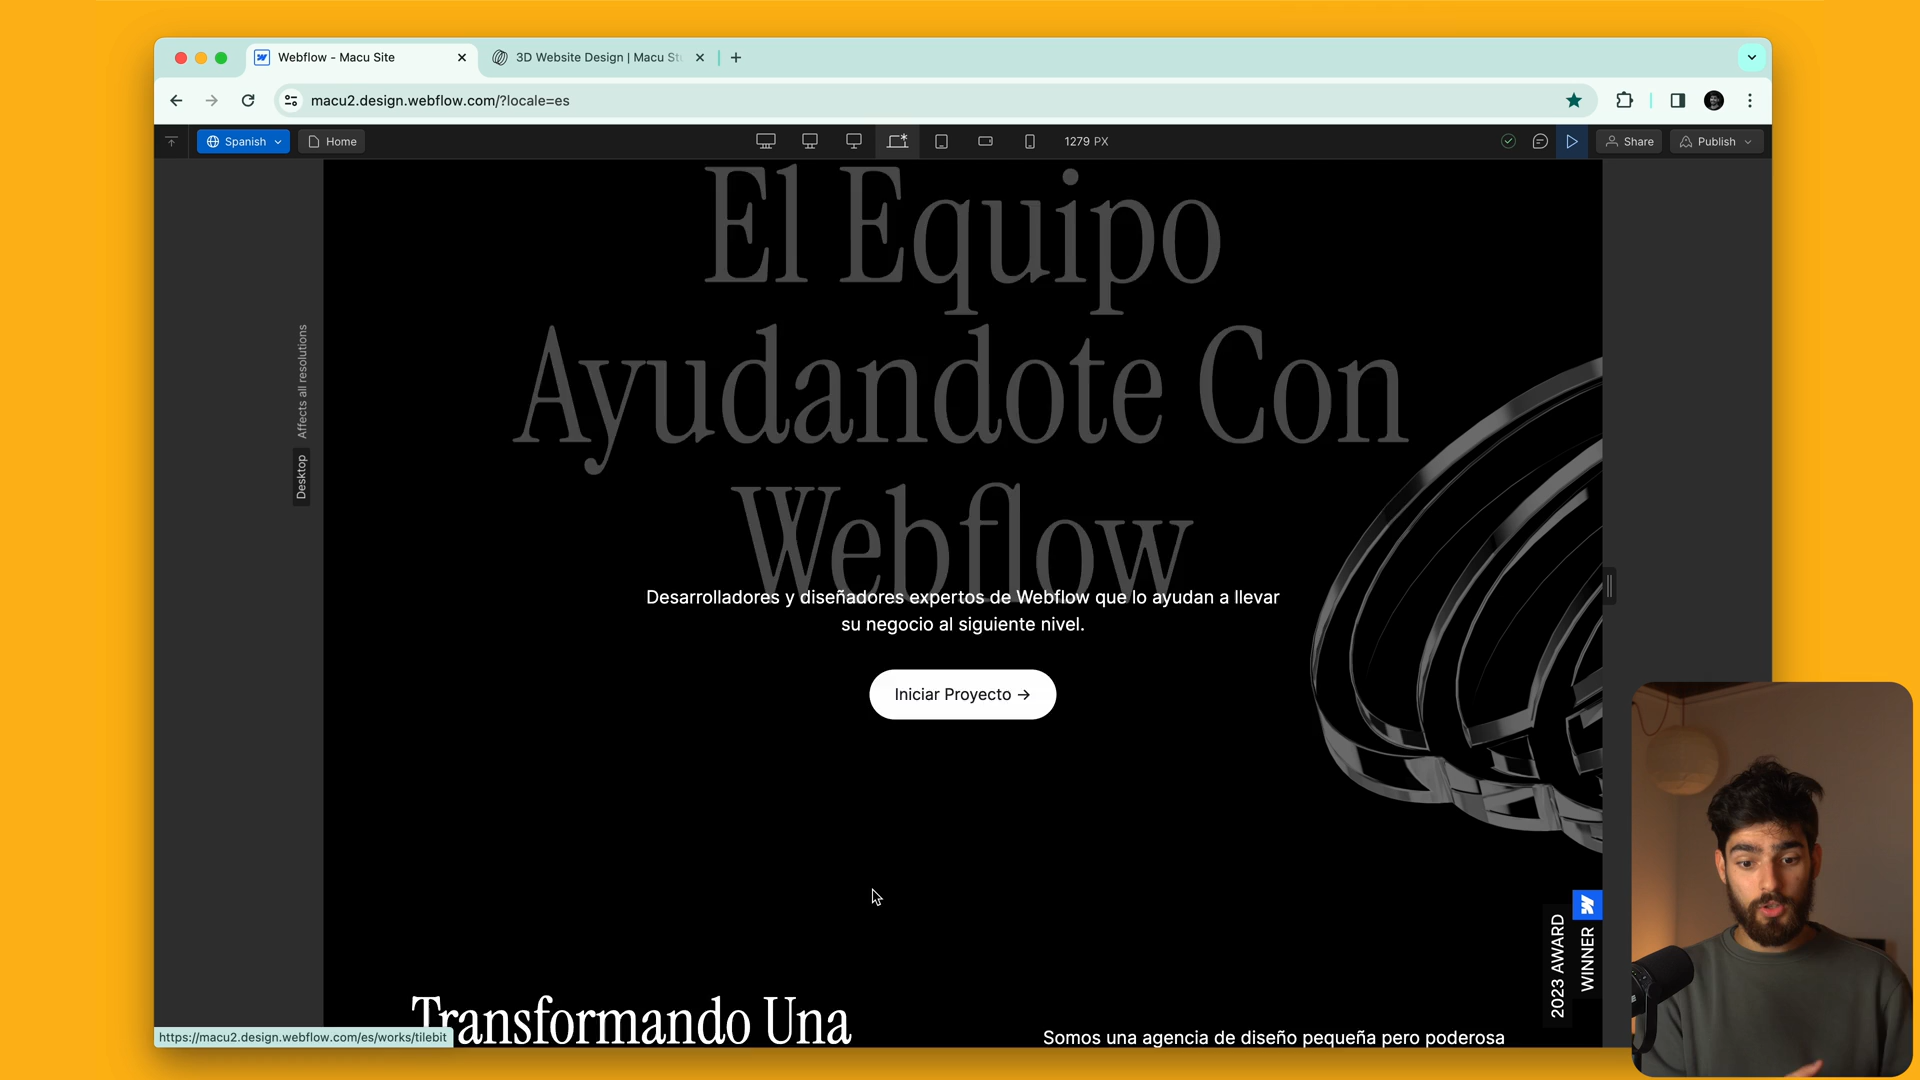 Webflow - Macu Site
3D Website Design | Macu St
macu2.design.webflow.com/?locale=es
Spanish
Home
1279 PX
Share
Publish
El Equipo
Ayudandote Con
Webflow
Affects all resolutions
Desktop
Desarrolladores y diseñadores expertos de Webflow que lo ayudan a llevar
su negocio al siguiente nivel.
Iniciar Proyecto →
2023 AWARD
WINNER
Transformando Una
Somos una agencia de diseño pequeña pero poderosa
https://macu2.design.webflow.com/es/works/tilebit